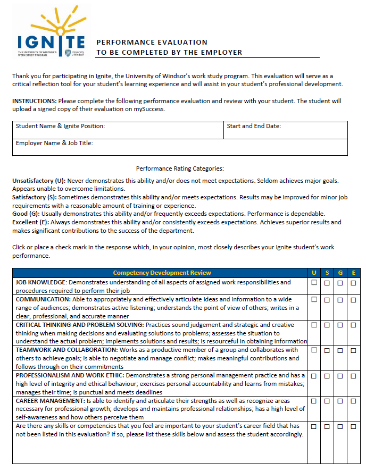 IGNITE
PERFORMANCE EVALUATION
TO BE COMPLETED BY THE EMPLOYER
Thank you for participating in Ignite, the University of Windsor's work study program. This evaluation will serve as a
critical reflection tool for your student's learning experience and will assist in your student's professional development.
INSTRUCTIONS: Please complete the following performance evaluation and review with your student. The student will
upload a signed copy of their evaluation on mySuccess.
Student Name & Ignite Position:
Start and End Date:
Employer Name & Job Title:
Performance Rating Categories:
Unsatisfactory (U): Never demonstrates this ability and/or does not meet expectations. Seldom achieves major goals.
Appears unable to overcome limitations.
Satisfactory (S): Sometimes demonstrates this ability and/or meets expectations. Results may be improved for minor job
requirements with a reasonable amount of training or experience.
Good (G): Usually demonstrates this ability and/or frequently exceeds expectations. Performance is dependable.
Excellent (E): Always demonstrates this ability and/or consistently exceeds expectations. Achieves superior results and
makes significant contributions to the success of the department.
Click or place a check mark in the response which, in your opinion, most closely describes your Ignite student's work
performance.
Competency Development Review U S G E
JOB KNOWLEDGE: Demonstrates understanding of all aspects of assigned work responsibilities and
procedures required to perform their job
COMMUNICATION: Able to appropriately and effectively articulate ideas and information to a wide
range of audiences, demonstrates active listening, understands the point of view of others, writes in a
clear, professional, and accurate manner
CRITICAL THINKING AND PROBLEM SOLVING: Practices sound judgement and strategic and creative
thinking when making decisions and evaluating solutions to problems; assesses the situation to
understand the actual problem; implements solutions and results; is resourceful in obtaining information
TEAMWORK AND COLLABORATION: Works as a productive member of a group and collaborates with
others to achieve goals; is able to negotiate and manage conflict; makes meaningful contributions and
follows through on their commitments
PROFESSIONALISM AND WORK ETHIC: Demonstrates a strong personal management practice and has a
high level of integrity and ethical behaviour, exercises personal accountability and learns from mistakes,
manages their time; is punctual and meets deadlines
CAREER MANAGEMENT: Is able to identify and articulate their strengths as well as recognize areas
necessary for professional growth, develops and maintains professional relationships, has a high level of
self-awareness and how others perceive them
Are there any skills or competencies that you feel are important to your student's career field that has
not been listed in this evaluation? If so, please list these skills below and assess the student accordingly